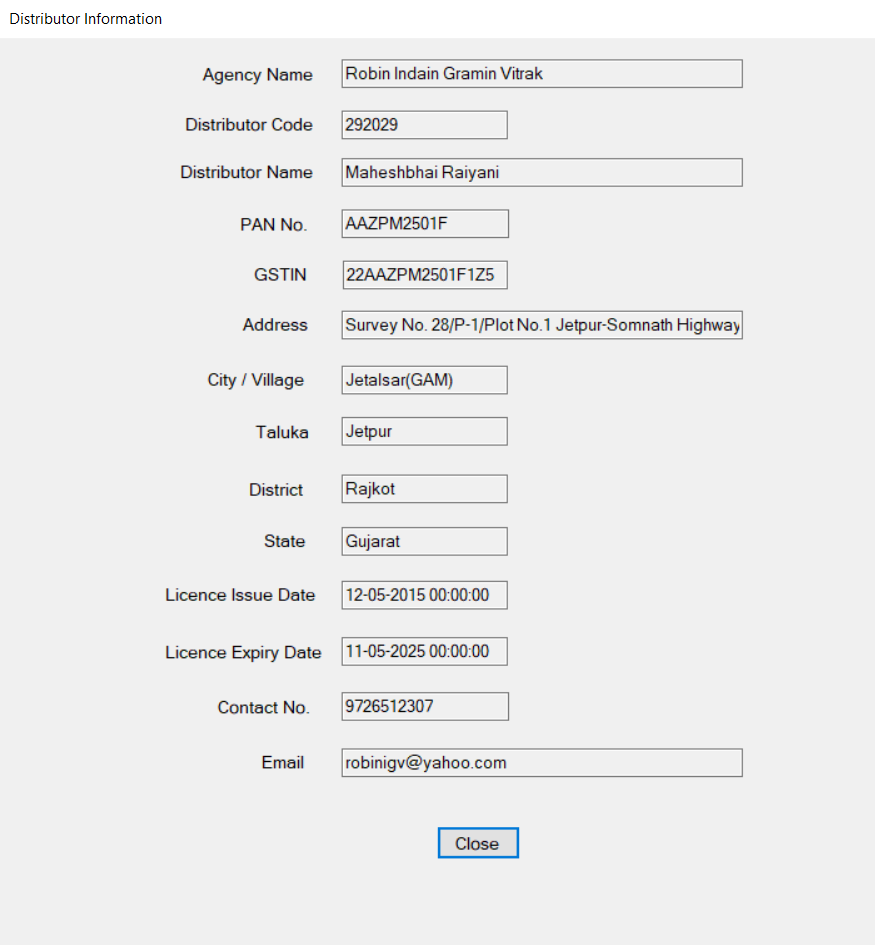 Distributor Information
Agency Name Robin Indain Gramin Vitrak
Distributor Code 292029
Distributor Name Maheshbhai Raiyani
PAN No. AAZPM2501F
GSTIN 22AAZPM2501F1Z5
Address Survey No. 28/P-1/Plot No.1 Jetpur-Somnath Highway
City / Village Jetalsar(GAM)
Taluka Jetpur
District Rajkot
State Gujarat
Licence Issue Date 12-05-2015 00:00:00
Licence Expiry Date 11-05-2025 00:00:00
Contact No. 9726512307
Email robinigv@yahoo.com
Close